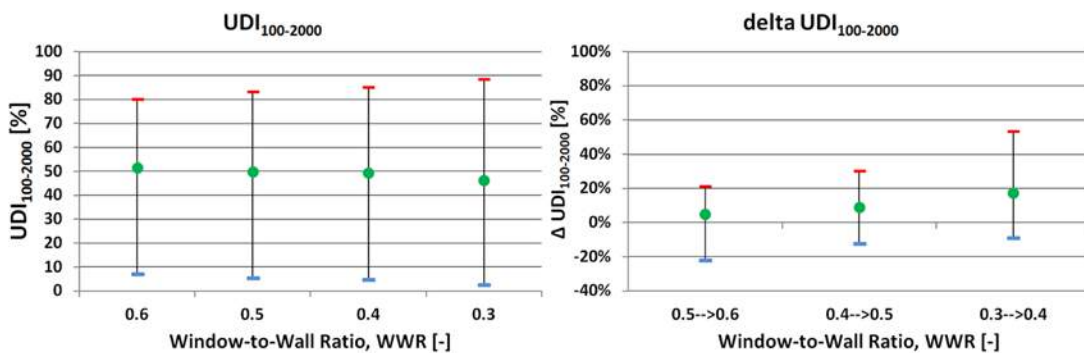 UDI100-2000
100
90
80
70
60
50
40
30
20
10
0
UDI100-2000 [%]
0.6 0.5 0.4 0.3
Window-to-Wall Ratio, WWR [-]
delta UDI100-2000
100%
80%
60%
40%
20%
0%
-20%
-40%
Δ UDI100-2000 [%]
0.5-->0.6 0.4-->0.5 0.3-->0.4
Window-to-Wall Ratio, WWR [-]